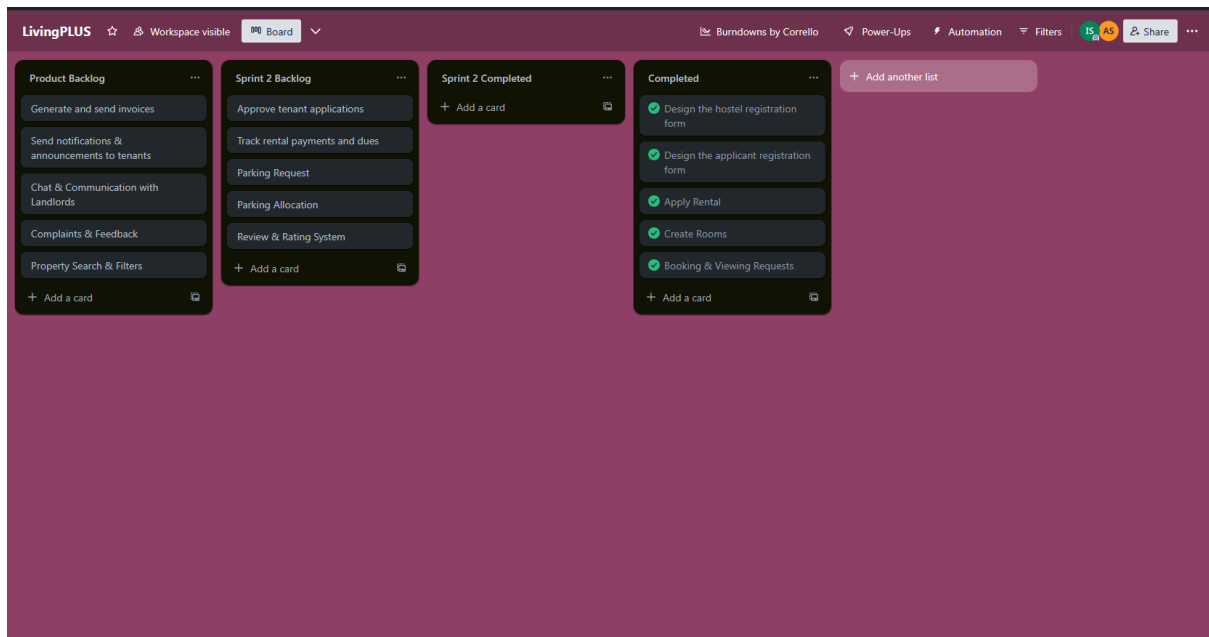 LivingPLUS Workspace visible Board Burndowns by Corrello Power-Ups Automation Filters IS AS Share
Product Backlog
Generate and send invoices
Send notifications &
announcements to tenants
Chat & Communication with
Landlords
Complaints & Feedback
Property Search & Filters
+ Add a card
Sprint 2 Backlog
Approve tenant applications
Track rental payments and dues
Parking Request
Parking Allocation
Review & Rating System
+ Add a card
Sprint 2 Completed
+ Add a card
Completed
Design the hostel registration
form
Design the applicant registration
form
Apply Rental
Create Rooms
Booking & Viewing Requests
+ Add a card
+ Add another list